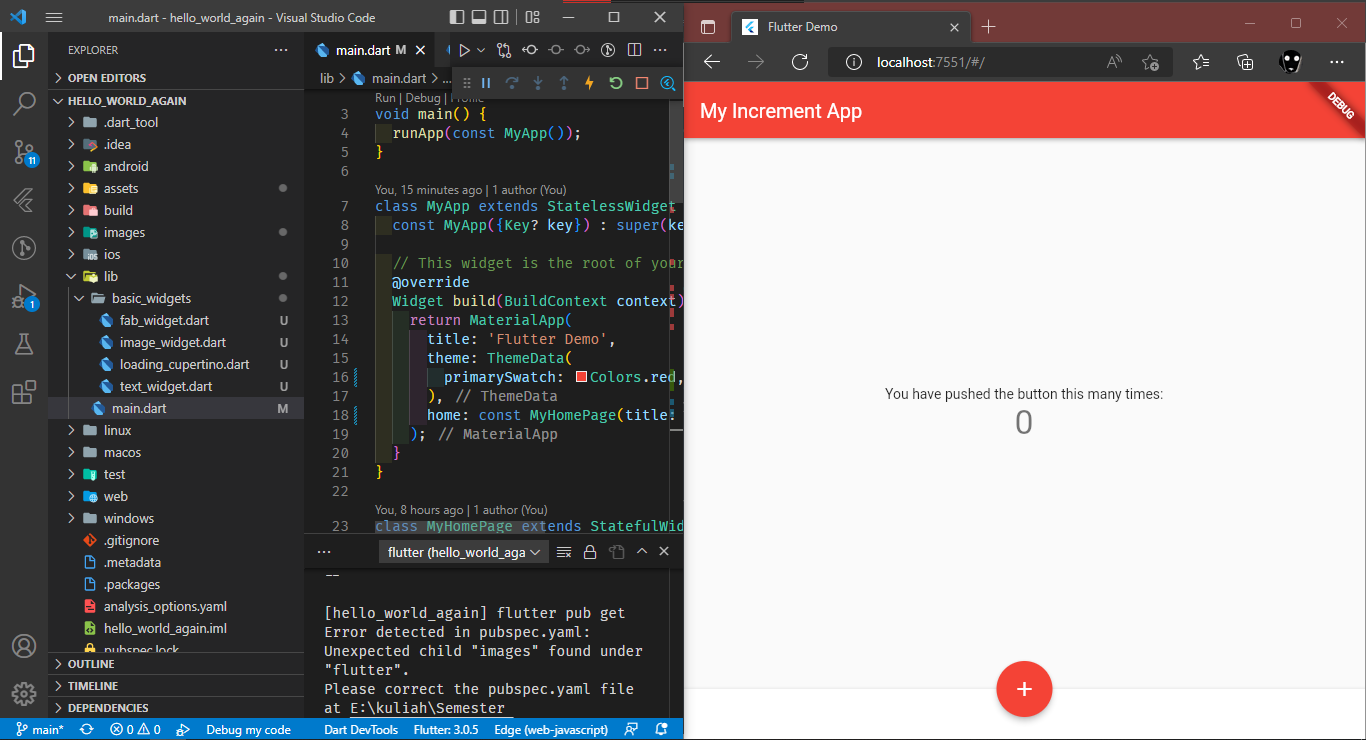 main.dart - hello_world_again - Visual Studio Code
EXPLORER
OPEN EDITORS
HELLO_WORLD_AGAIN
.dart_tool
.idea
android
assets
build
images
ios
lib
basic_widgets
fab_widget.dart U
image_widget.dart U
loading_cupertino.dart U
text_widget.dart U
main.dart M
linux
macos
test
web
windows
.gitignore
.metadata
.packages
analysis_options.yaml
hello_world_again.iml
pubspec.lock
OUTLINE
TIMELINE
DEPENDENCIES
11
1
main.dart M
lib > main.dart > ...
Run | Debug | Profile
3 void main() {
4 runApp(const MyApp());
5 }
6
You, 15 minutes ago | 1 author (You)
7 class MyApp extends StatelessWidget
8 const MyApp({Key? key}) : super(ke
9
10 // This widget is the root of your
11 @override
12 Widget build(BuildContext context)
13 return MaterialApp(
14 title: 'Flutter Demo',
15 theme: ThemeData(
16 primarySwatch: Colors.red,
17 ), // ThemeData
18 home: const MyHomePage(title:
19 ); // MaterialApp
20 }
21 }
22
You, 8 hours ago | 1 author (You)
23 class MyHomePage extends StatefulWid
flutter (hello_world_aga
--
[hello_world_again] flutter pub get
Error detected in pubspec.yaml:
Unexpected child "images" found under
"flutter".
Please correct the pubspec.yaml file
at E:\kuliah\Semester
main* 0 0 Debug my code Dart DevTools Flutter: 3.0.5 Edge (web-javascript)
Flutter Demo
localhost:7551/#/
My Increment App
DEBUG
You have pushed the button this many times:
0
+